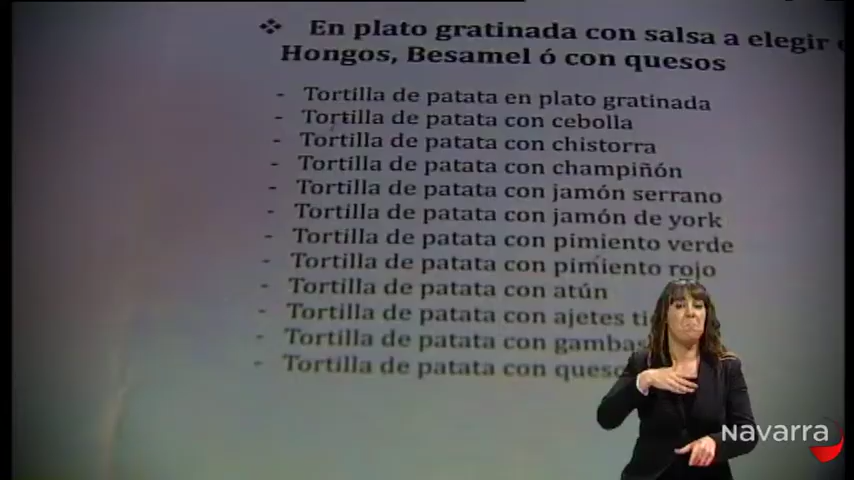 ❖ En plato gratinada con salsa a elegir
Hongos, Besamel ó con quesos
- Tortilla de patata en plato gratinada
- Tortilla de patata con cebolla
- Tortilla de patata con chistorra
- Tortilla de patata con champiñón
- Tortilla de patata con jamón serrano
- Tortilla de patata con jamón de york
- Tortilla de patata con pimiento verde
- Tortilla de patata con pimiento rojo
- Tortilla de patata con atún
- Tortilla de patata con ajetes
- Tortilla de patata con gambas
- Tortilla de patata con
navarra